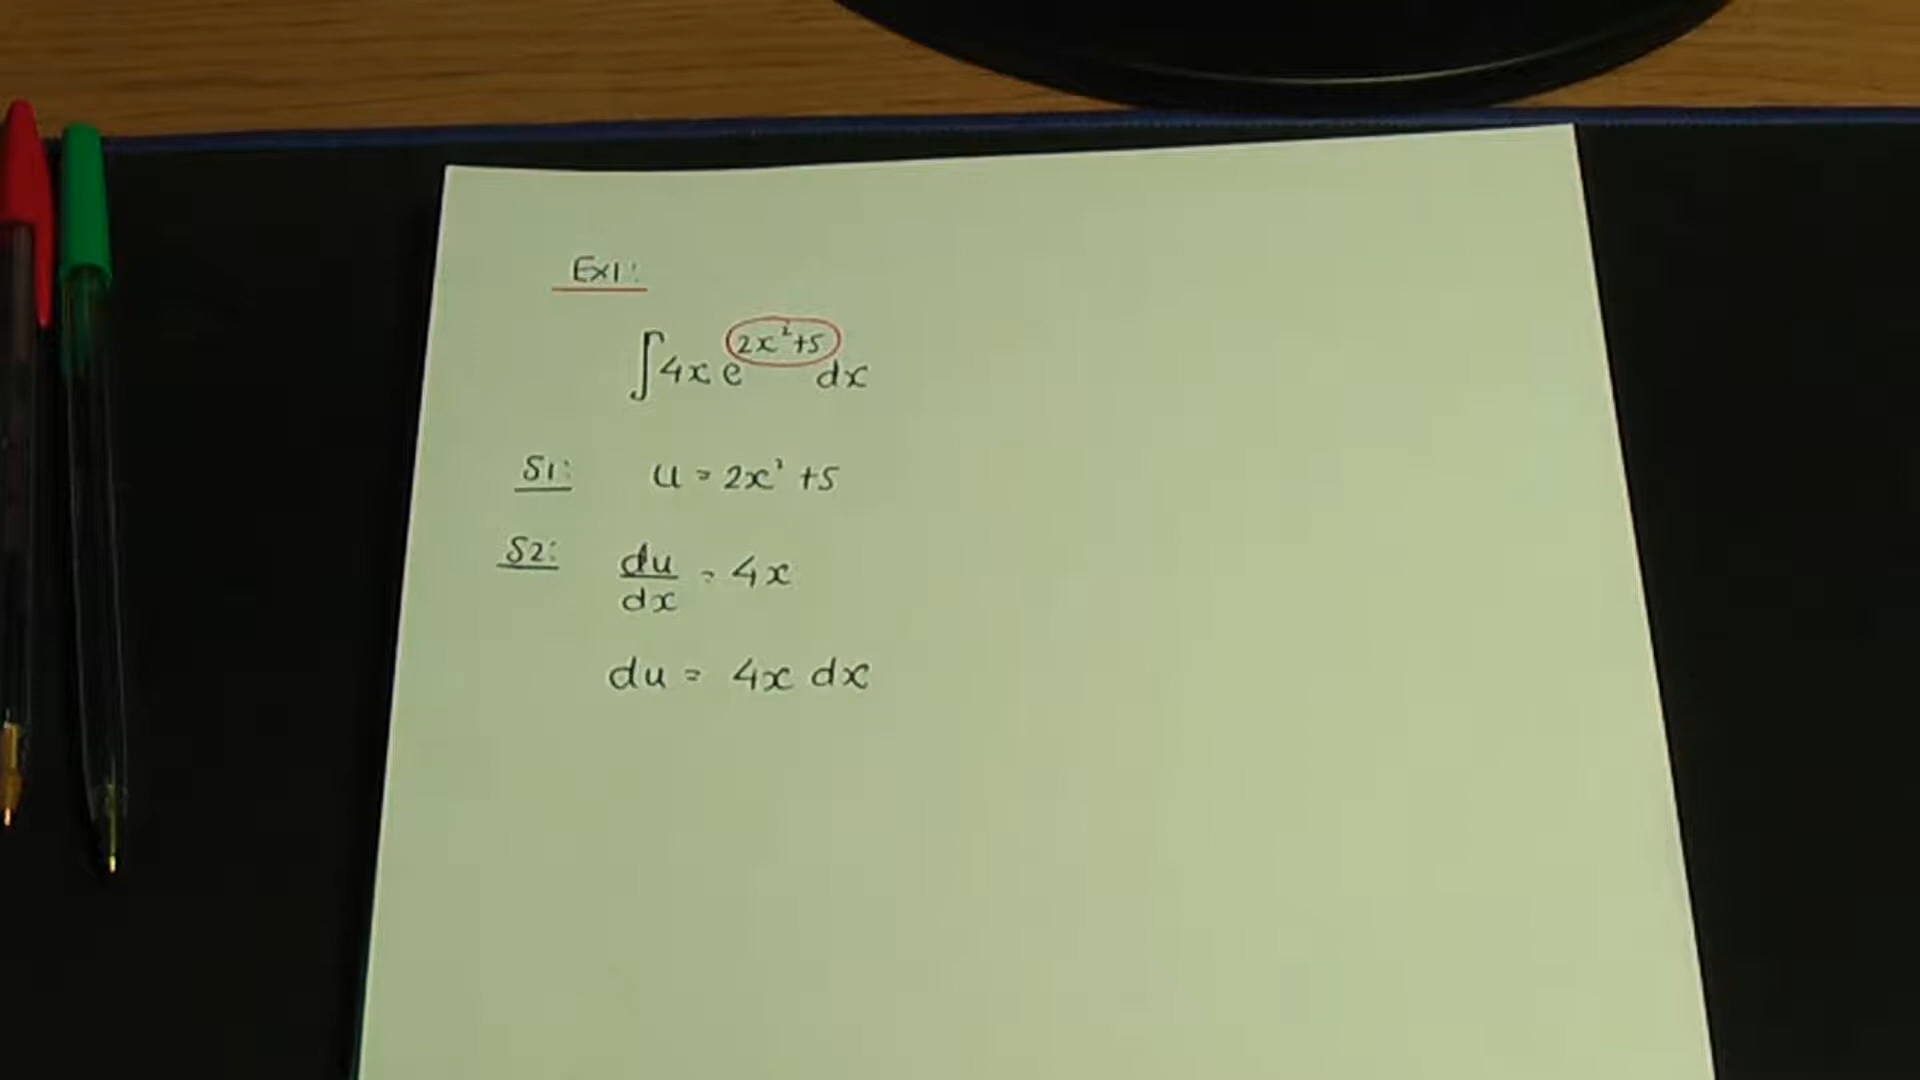 Ex1:
∫4x e^{2x²+5} dx
S1: u = 2x² + 5
S2: du/dx = 4x
du = 4x dx